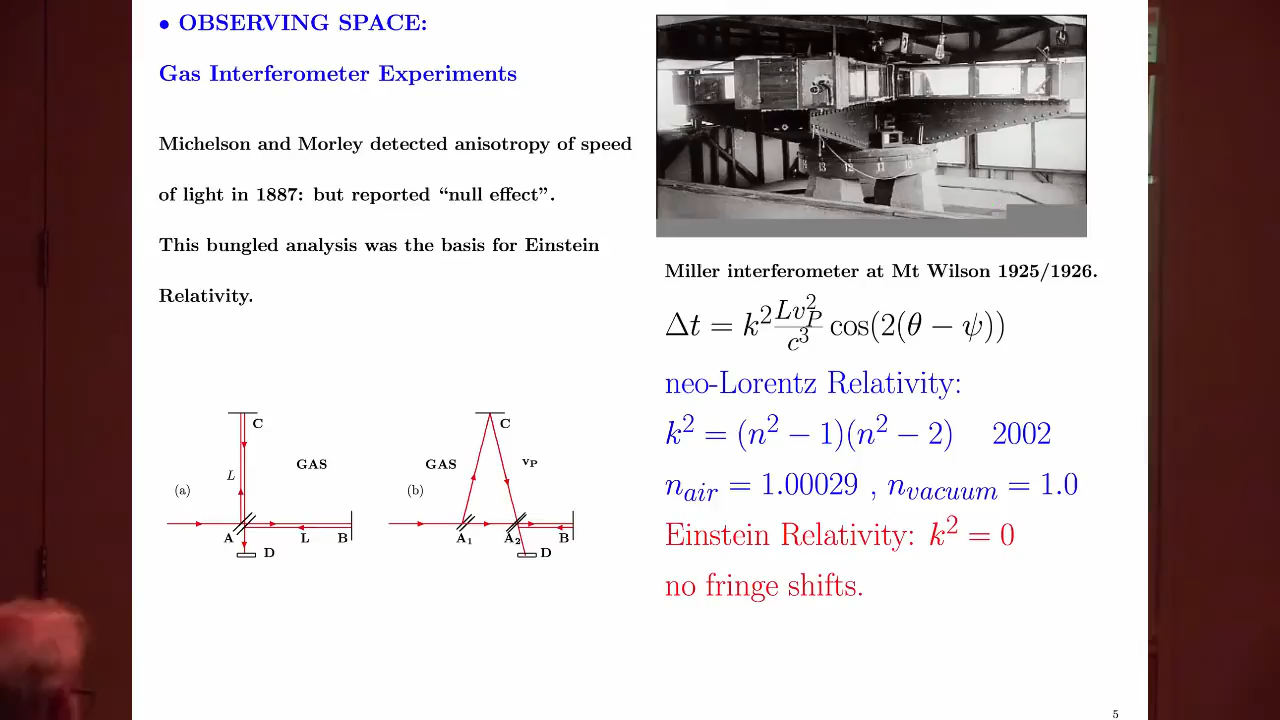 • OBSERVING SPACE:
Gas Interferometer Experiments
Michelson and Morley detected anisotropy of speed
of light in 1887: but reported “null effect”.
This bungled analysis was the basis for Einstein
Relativity.
Miller interferometer at Mt Wilson 1925/1926.
Δt = k² Lv_P²/c³ cos(2(θ − ψ))
neo-Lorentz Relativity:
k² = (n² − 1)(n² − 2) 2002
n_air = 1.00029 , n_vacuum = 1.0
Einstein Relativity: k² = 0
no fringe shifts.
C
L
GAS
(a)
A
L
B
D
C
GAS
v_P
(b)
A₁
A₂
B
D
13
12
11
5